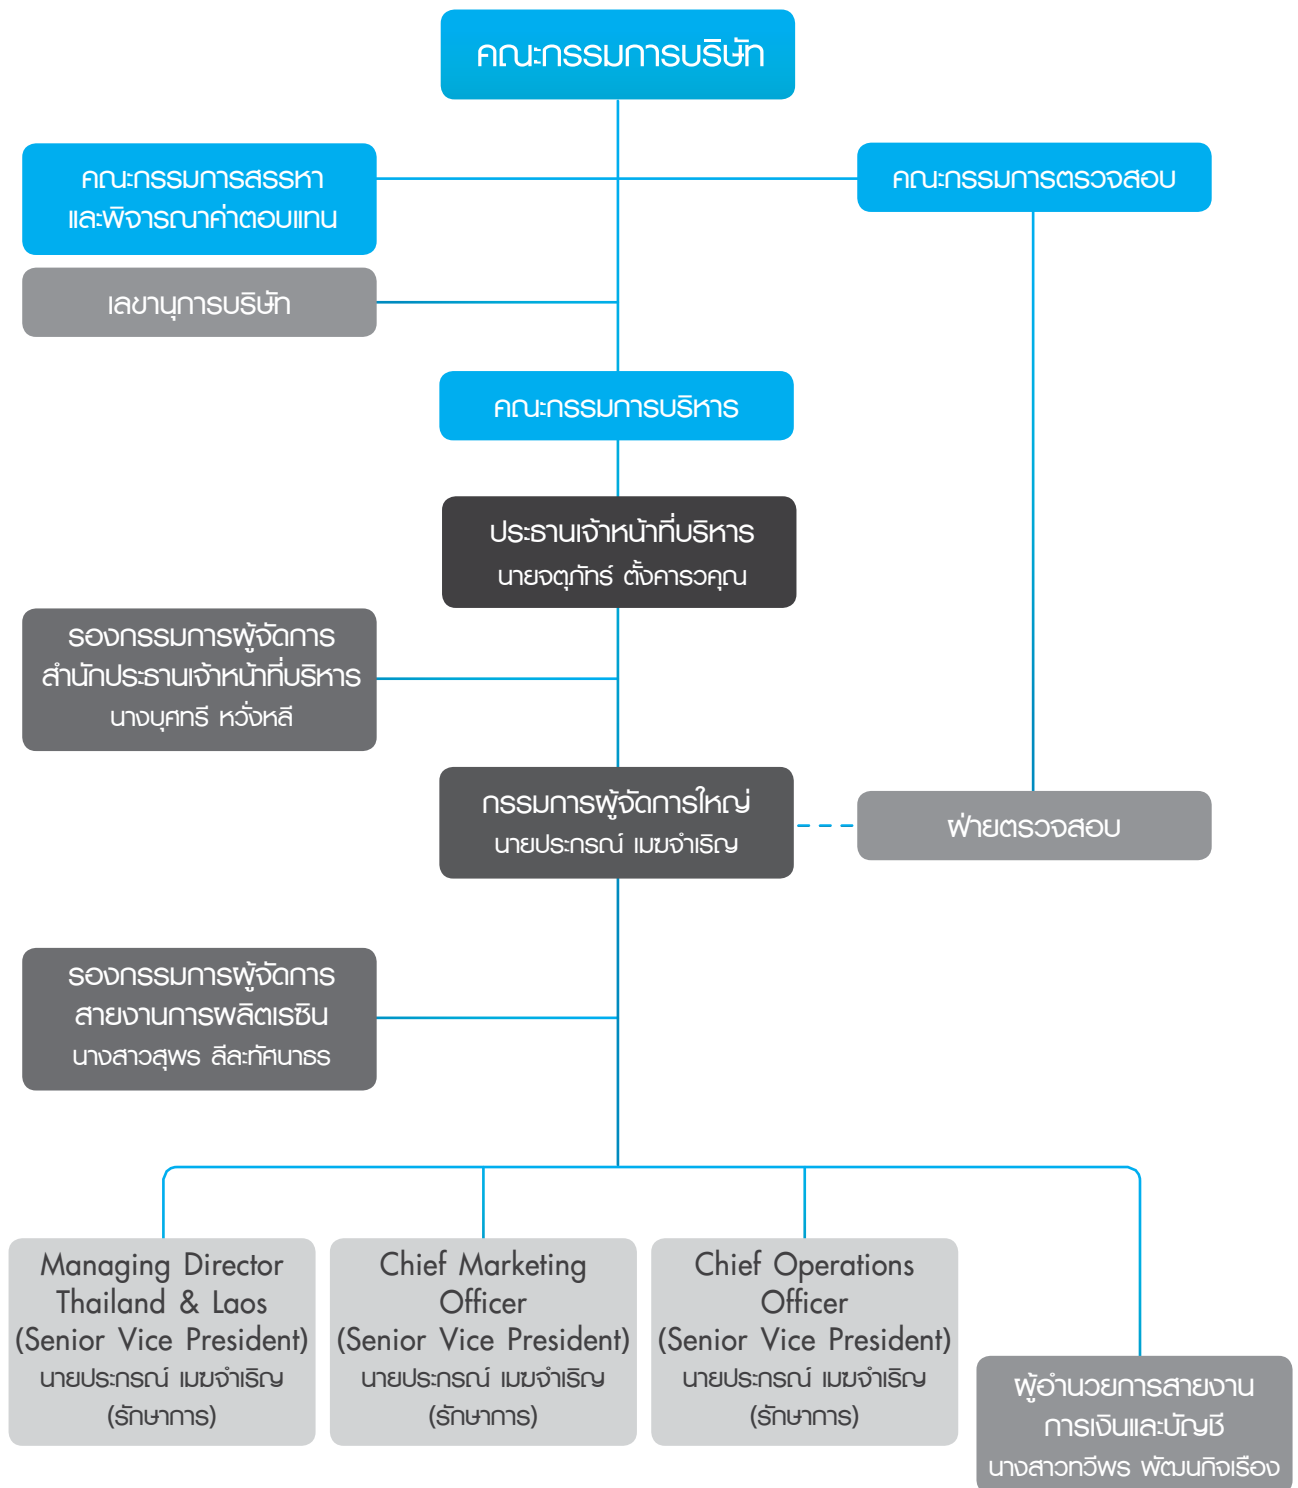 คณะกรรมการบริษัท
คณะกรรมการสรรหา
และพิจารณาค่าตอบแทน
คณะกรรมการตรวจสอบ
เลขานุการบริษัท
คณะกรรมการบริหาร
ประธานเจ้าหน้าที่บริหาร
นายจตุภัทร์ ตั้งคารวคุณ
รองกรรมการผู้จัดการ
สำนักประธานเจ้าหน้าที่บริหาร
นางบุศทรี หวั่งหลี
กรรมการผู้จัดการใหญ่
นายประกรณ์ เมฆจำเริญ
ฝ่ายตรวจสอบ
รองกรรมการผู้จัดการ
สายงานการผลิตเรซิน
นางสาวสุพร ลีละทัศนาธร
Managing Director
Thailand & Laos
(Senior Vice President)
นายประกรณ์ เมฆจำเริญ
(รักษาการ)
Chief Marketing
Officer
(Senior Vice President)
นายประกรณ์ เมฆจำเริญ
(รักษาการ)
Chief Operations
Officer
(Senior Vice President)
นายประกรณ์ เมฆจำเริญ
(รักษาการ)
ผู้อำนวยการสายงาน
การเงินและบัญชี
นางสาวทวีพร พัฒนกิจเรือง